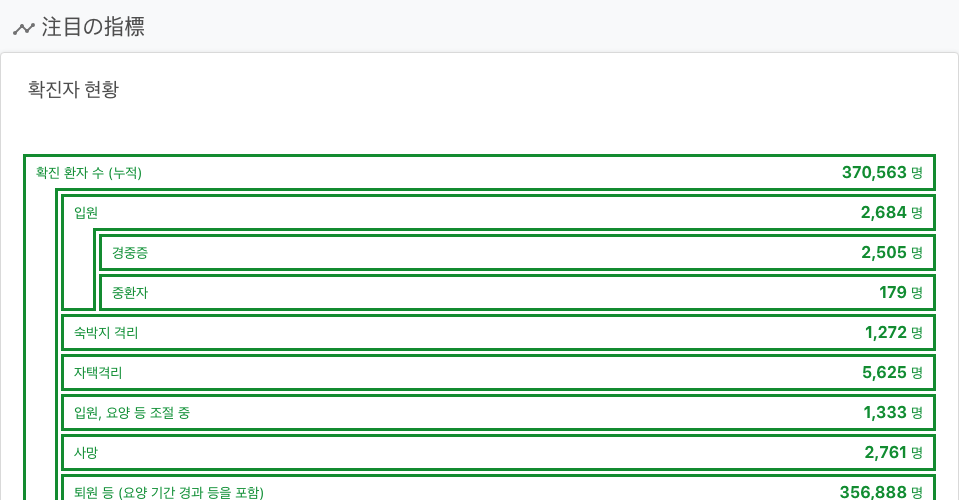 注目の指標
확진자 현황
확진 환자 수 (누적) 370,563 명
입원 2,684 명
경중증 2,505 명
중환자 179 명
숙박지 격리 1,272 명
자택격리 5,625 명
입원, 요양 등 조절 중 1,333 명
사망 2,761 명
퇴원 등 (요양 기간 경과 등을 포함) 356,888 명